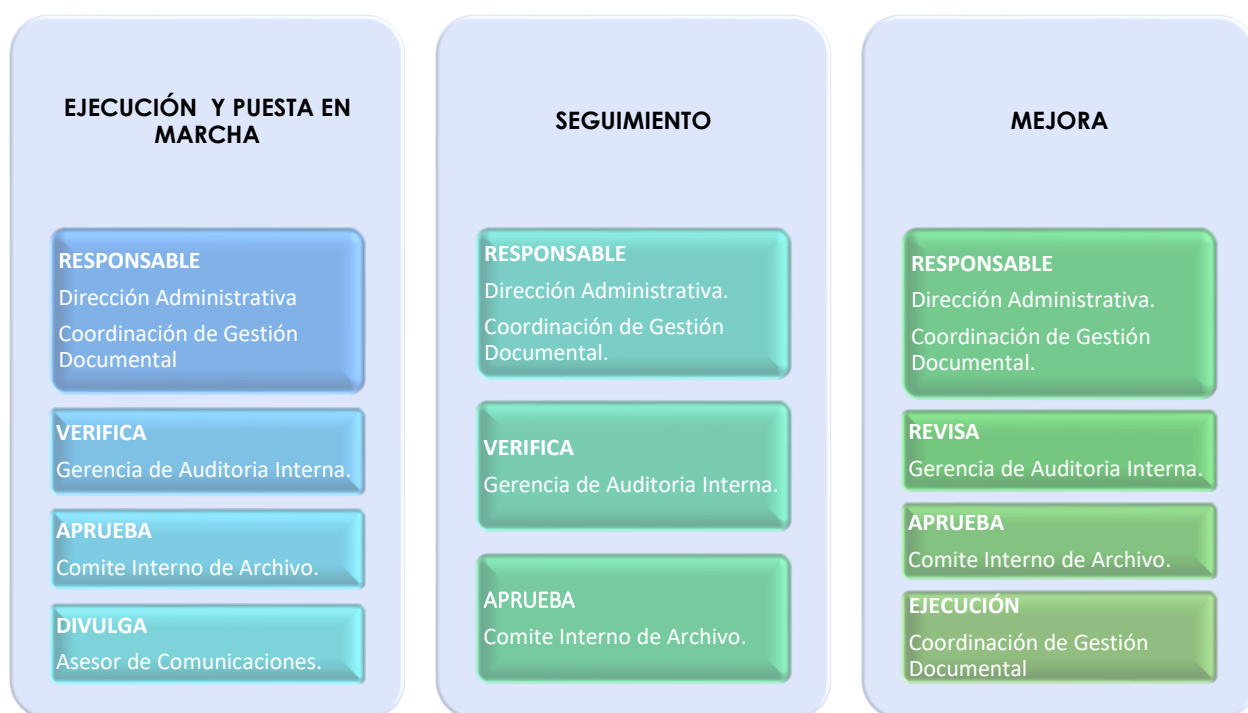 EJECUCIÓN Y PUESTA EN
MARCHA
RESPONSABLE
Dirección Administrativa
Coordinación de Gestión
Documental
VERIFICA
Gerencia de Auditoria Interna.
APRUEBA
Comite Interno de Archivo.
DIVULGA
Asesor de Comunicaciones.
SEGUIMIENTO
RESPONSABLE
Dirección Administrativa.
Coordinación de Gestión
Documental.
VERIFICA
Gerencia de Auditoria Interna.
APRUEBA
Comite Interno de Archivo.
MEJORA
RESPONSABLE
Dirección Administrativa.
Coordinación de Gestión
Documental.
REVISA
Gerencia de Auditoria Interna.
APRUEBA
Comite Interno de Archivo.
EJECUCIÓN
Coordinación de Gestión
Documental